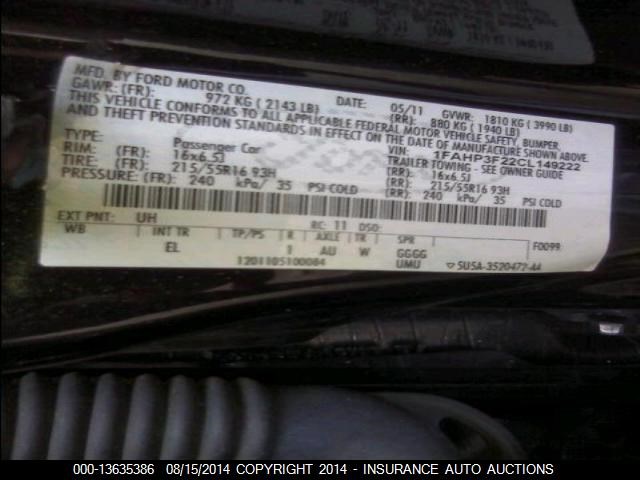 MFD. BY FORD MOTOR CO.
DATE: 05/11 GVWR: 1810 KG ( 3990 LB)
GAWR: (FR): 972 KG ( 2143 LB) (RR): 880 KG ( 1940 LB)
THIS VEHICLE CONFORMS TO ALL APPLICABLE FEDERAL MOTOR VEHICLE SAFETY, BUMPER,
AND THEFT PREVENTION STANDARDS IN EFFECT ON THE DATE OF MANUFACTURE SHOWN ABOVE.
1FAHP3F22CL149222
TYPE: Passenger Car TRAILER TOWING - SEE OWNER GUIDE
RIM: (FR): 16x6.5J (RR): 16x6.5J
TIRE: (FR): 215/55R16 93H (RR): 215/55R16 93H
PRESSURE: (FR): 240 kPa/ 35 PSI COLD (RR): 240 kPa/ 35 PSI COLD
EXT PNT: UH RC: 11 DSO: F0099
WB INT TR TP/PS R AXLE TR SPR
EL 1 AU W GGGG
1201105100084 UMU 5U5A-3520472-AA
000-13635386 08/15/2014 COPYRIGHT 2014 - INSURANCE AUTO AUCTIONS